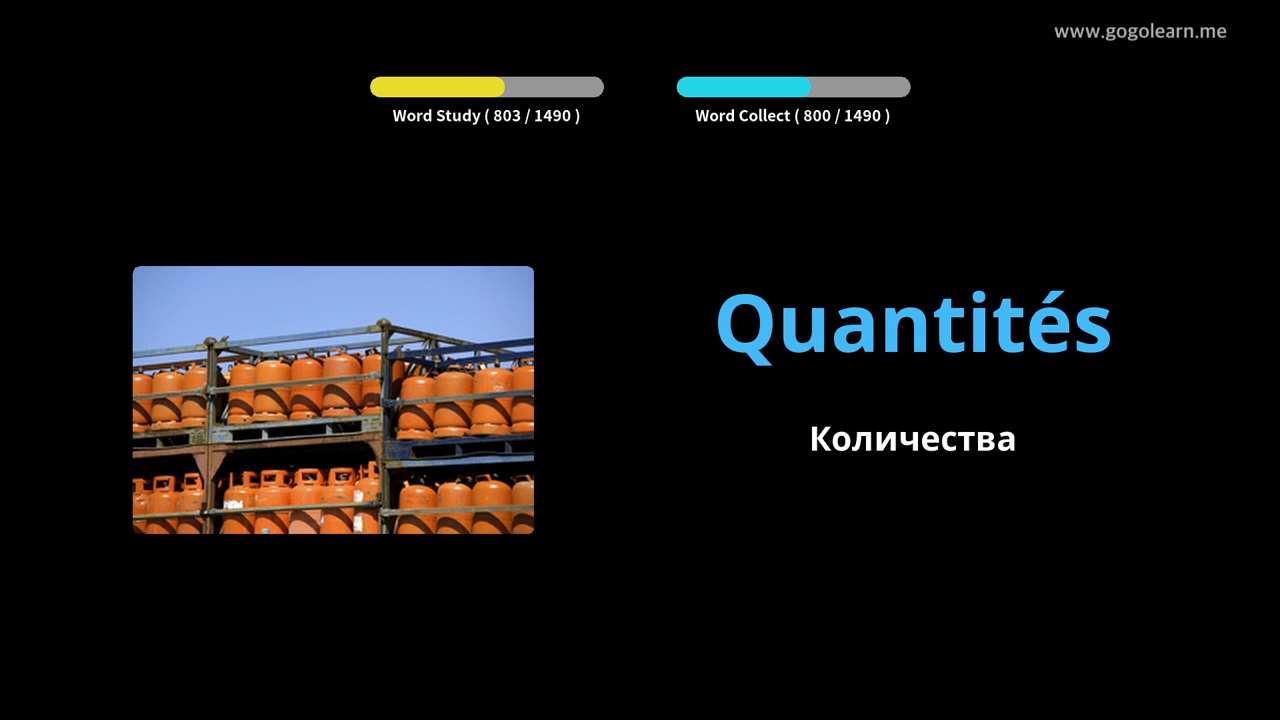 www.gogolearn.me
Word Study ( 803 / 1490 )
Word Collect ( 800 / 1490 )
Quantités
Количества